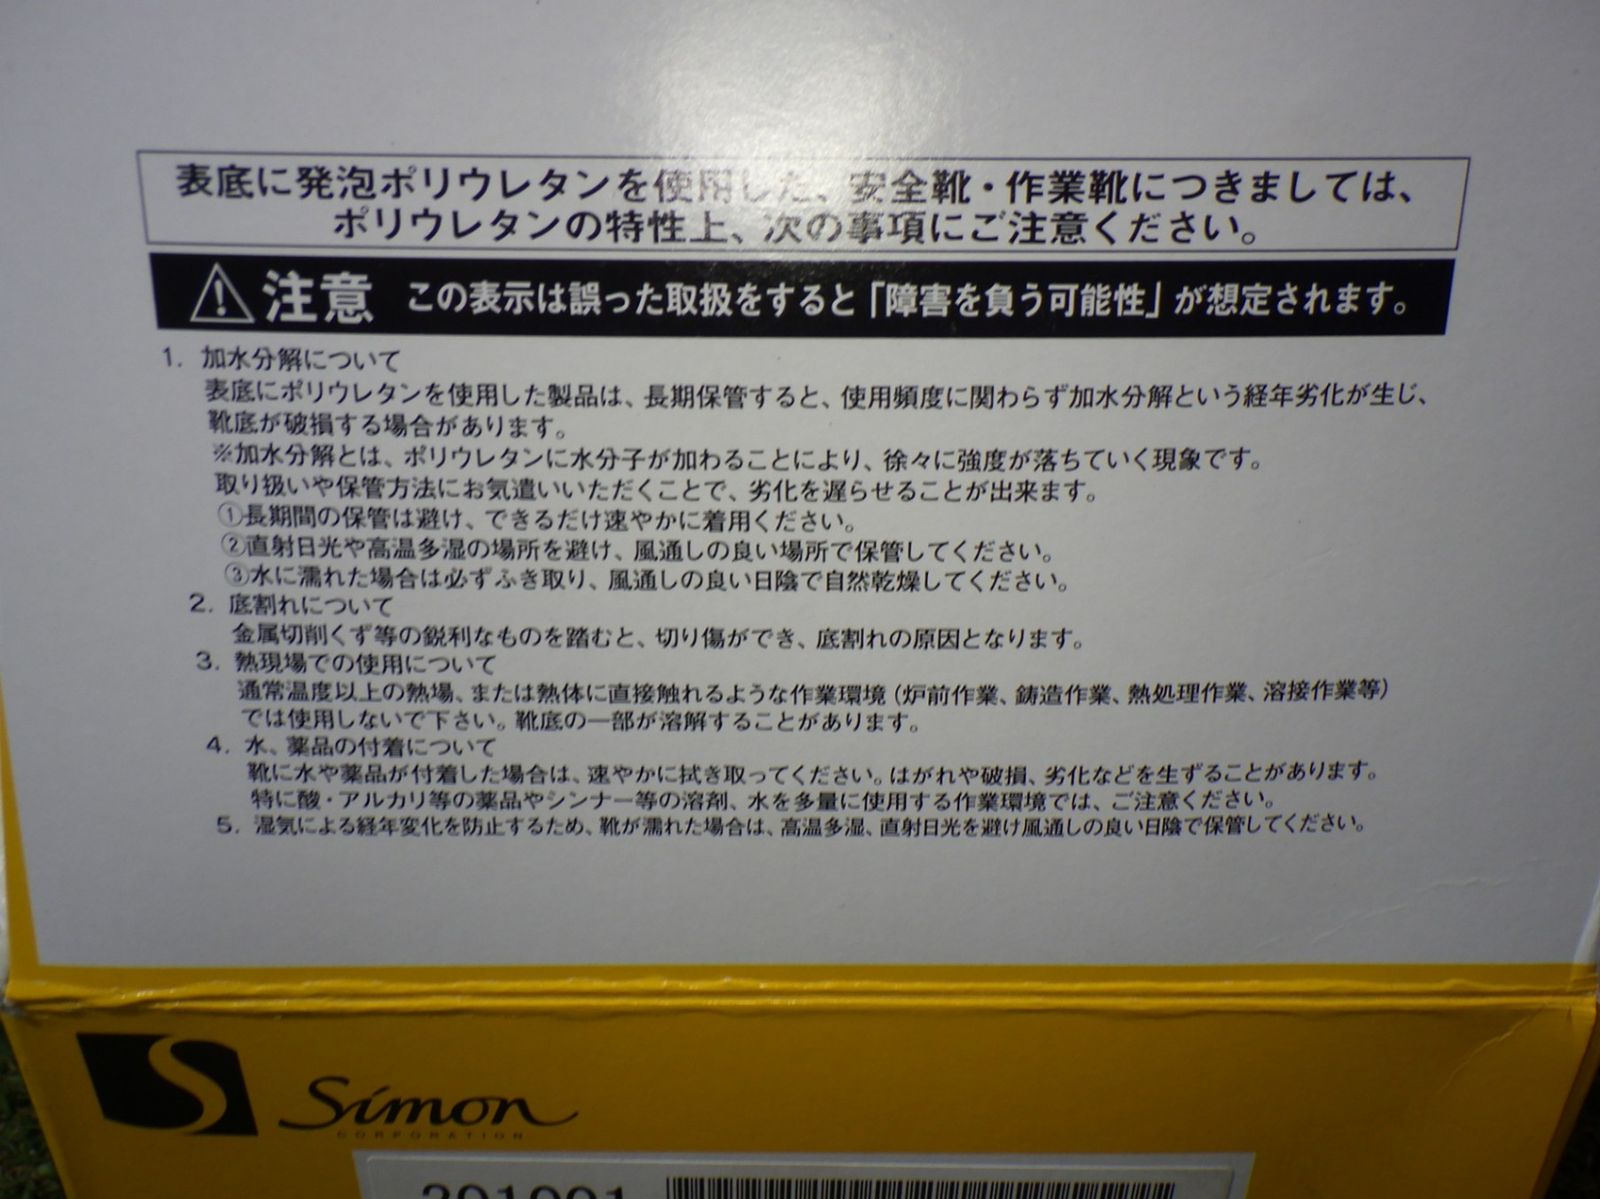 表底に発泡ポリウレタンを使用した、安全靴・作業靴につきましては、
ポリウレタンの特性上、次の事項にご注意ください。
注意 この表示は誤った取扱をすると「障害を負う可能性」が想定されます。
1. 加水分解について
表底にポリウレタンを使用した製品は、長期保管すると、使用頻度に関わらず加水分解という経年劣化が生じ、
靴底が破損する場合があります。
※加水分解とは、ポリウレタンに水分子が加わることにより、徐々に強度が落ちていく現象です。
取り扱いや保管方法にお気遣いいただくことで、劣化を遅らせることが出来ます。
①長期間の保管は避け、できるだけ速やかに着用ください。
②直射日光や高温多湿の場所を避け、風通しの良い場所で保管してください。
③水に濡れた場合は必ずふき取り、風通しの良い日陰で自然乾燥してください。
2. 底割れについて
金属切削くず等の鋭利なものを踏むと、切り傷ができ、底割れの原因となります。
3. 熱現場での使用について
通常温度以上の熱場、または熱体に直接触れるような作業環境(炉前作業、鋳造作業、熱処理作業、溶接作業等)
では使用しないで下さい。靴底の一部が溶解することがあります。
4. 水、薬品の付着について
靴に水や薬品が付着した場合は、速やかに拭き取ってください。はがれや破損、劣化などを生ずることがあります。
特に酸・アルカリ等の薬品やシンナー等の溶剤、水を多量に使用する作業環境では、ご注意ください。
5. 湿気による経年変化を防止するため、靴が濡れた場合は、高温多湿、直射日光を避け風通しの良い日陰で保管してください。
Simon
CORPORATION